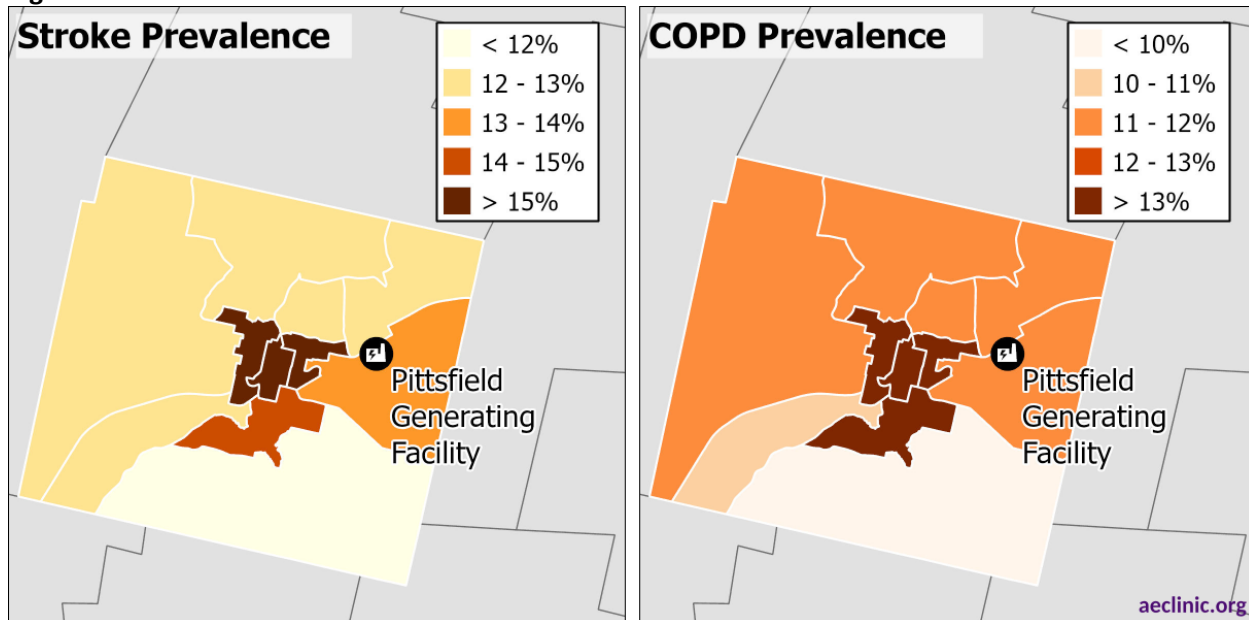 Stroke Prevalence
< 12%
12 - 13%
13 - 14%
14 - 15%
> 15%
Pittsfield
Generating
Facility
COPD Prevalence
< 10%
10 - 11%
11 - 12%
12 - 13%
> 13%
Pittsfield
Generating
Facility
aeclinic.org